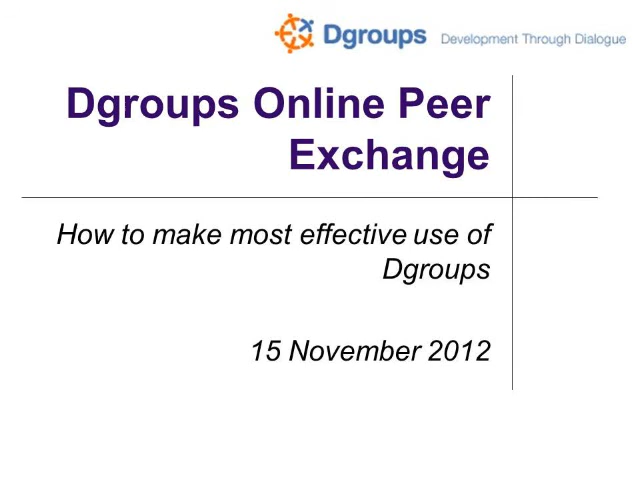 Dgroups Development Through Dialogue
Dgroups Online Peer
Exchange
How to make most effective use of
Dgroups
15 November 2012